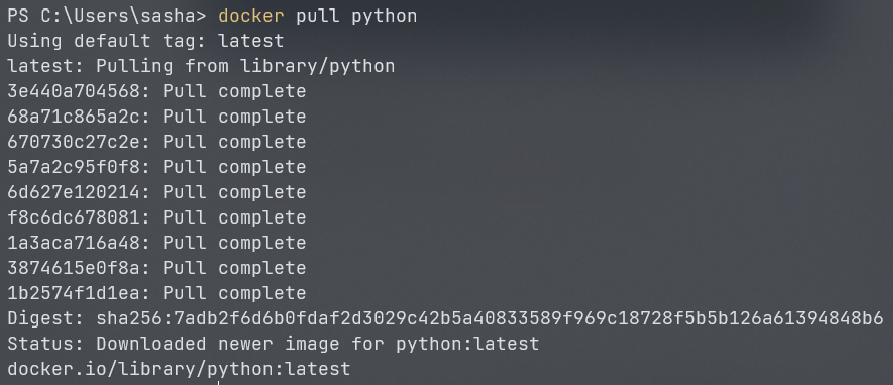 PS C:\Users\sasha> docker pull python
Using default tag: latest
latest: Pulling from library/python
3e440a704568: Pull complete
68a71c865a2c: Pull complete
670730c27c2e: Pull complete
5a7a2c95f0f8: Pull complete
6d627e120214: Pull complete
f8c6dc678081: Pull complete
1a3aca716a48: Pull complete
3874615e0f8a: Pull complete
1b2574f1d1ea: Pull complete
Digest: sha256:7adb2f6d6b0fdaf2d3029c42b5a40833589f969c18728f5b5b126a61394848b6
Status: Downloaded newer image for python:latest
docker.io/library/python:latest